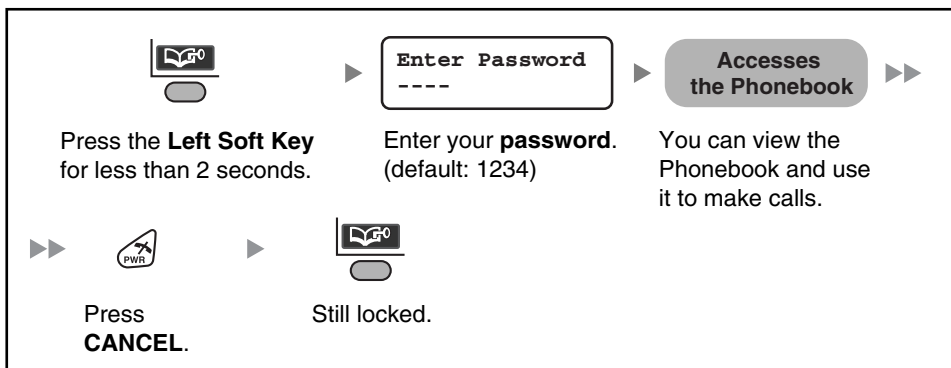 Enter Password
----
Accesses
the Phonebook
Press the Left Soft Key
for less than 2 seconds.
Enter your password.
(default: 1234)
You can view the
Phonebook and use
it to make calls.
PWR
Press
CANCEL.
Still locked.